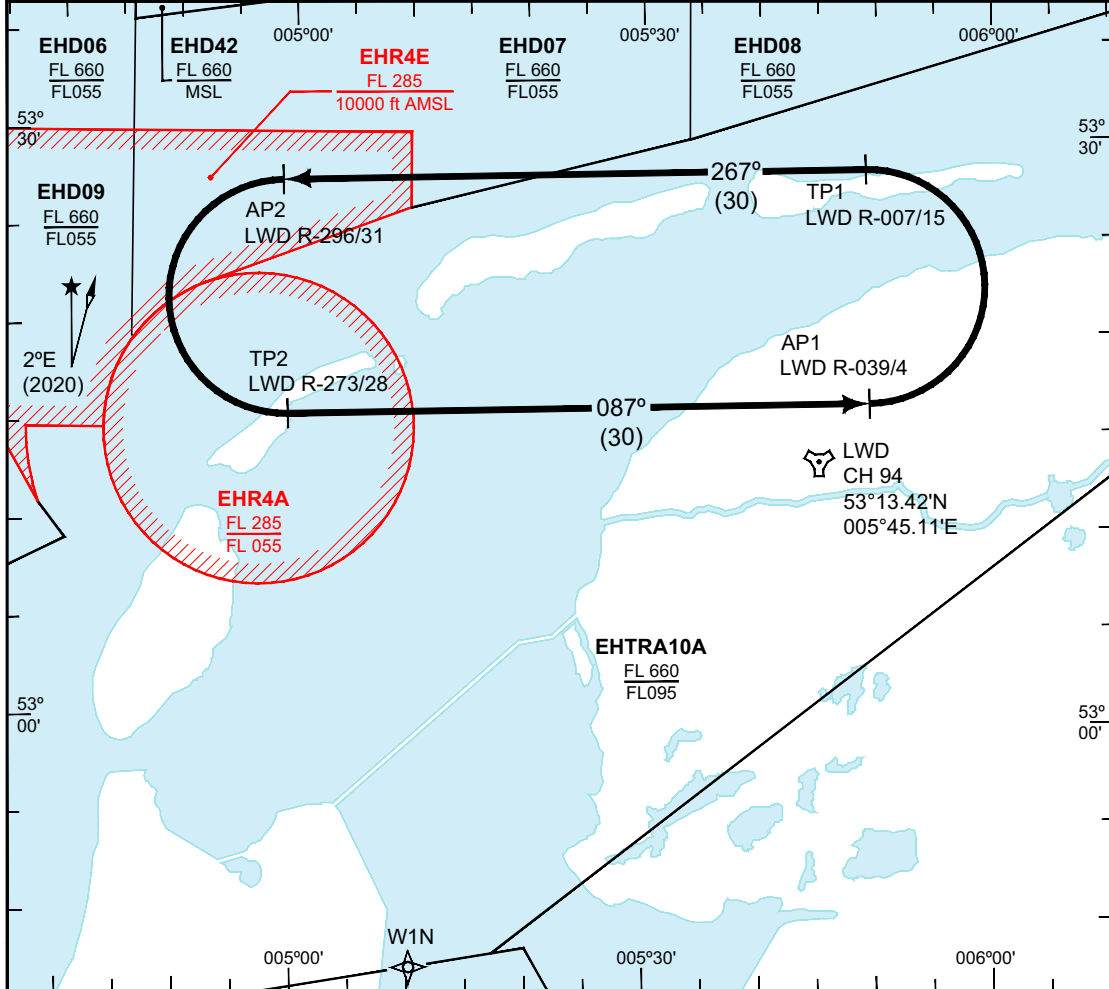 005°00'
005°30'
006°00'
EHD06
FL 660
FL055
EHD42
FL 660
MSL
EHR4E
FL 285
10000 ft AMSL
EHD07
FL 660
FL055
EHD08
FL 660
FL055
53°
30'
53°
30'
EHD09
FL 660
FL055
267°
(30)
TP1
LWD R-007/15
AP2
LWD R-296/31
2°E
(2020)
TP2
LWD R-273/28
AP1
LWD R-039/4
087°
(30)
LWD
CH 94
53°13.42'N
005°45.11'E
EHR4A
FL 285
FL 055
EHTRA10A
FL 660
FL095
53°
00'
53°
00'
W1N
005°00'
005°30'
006°00'